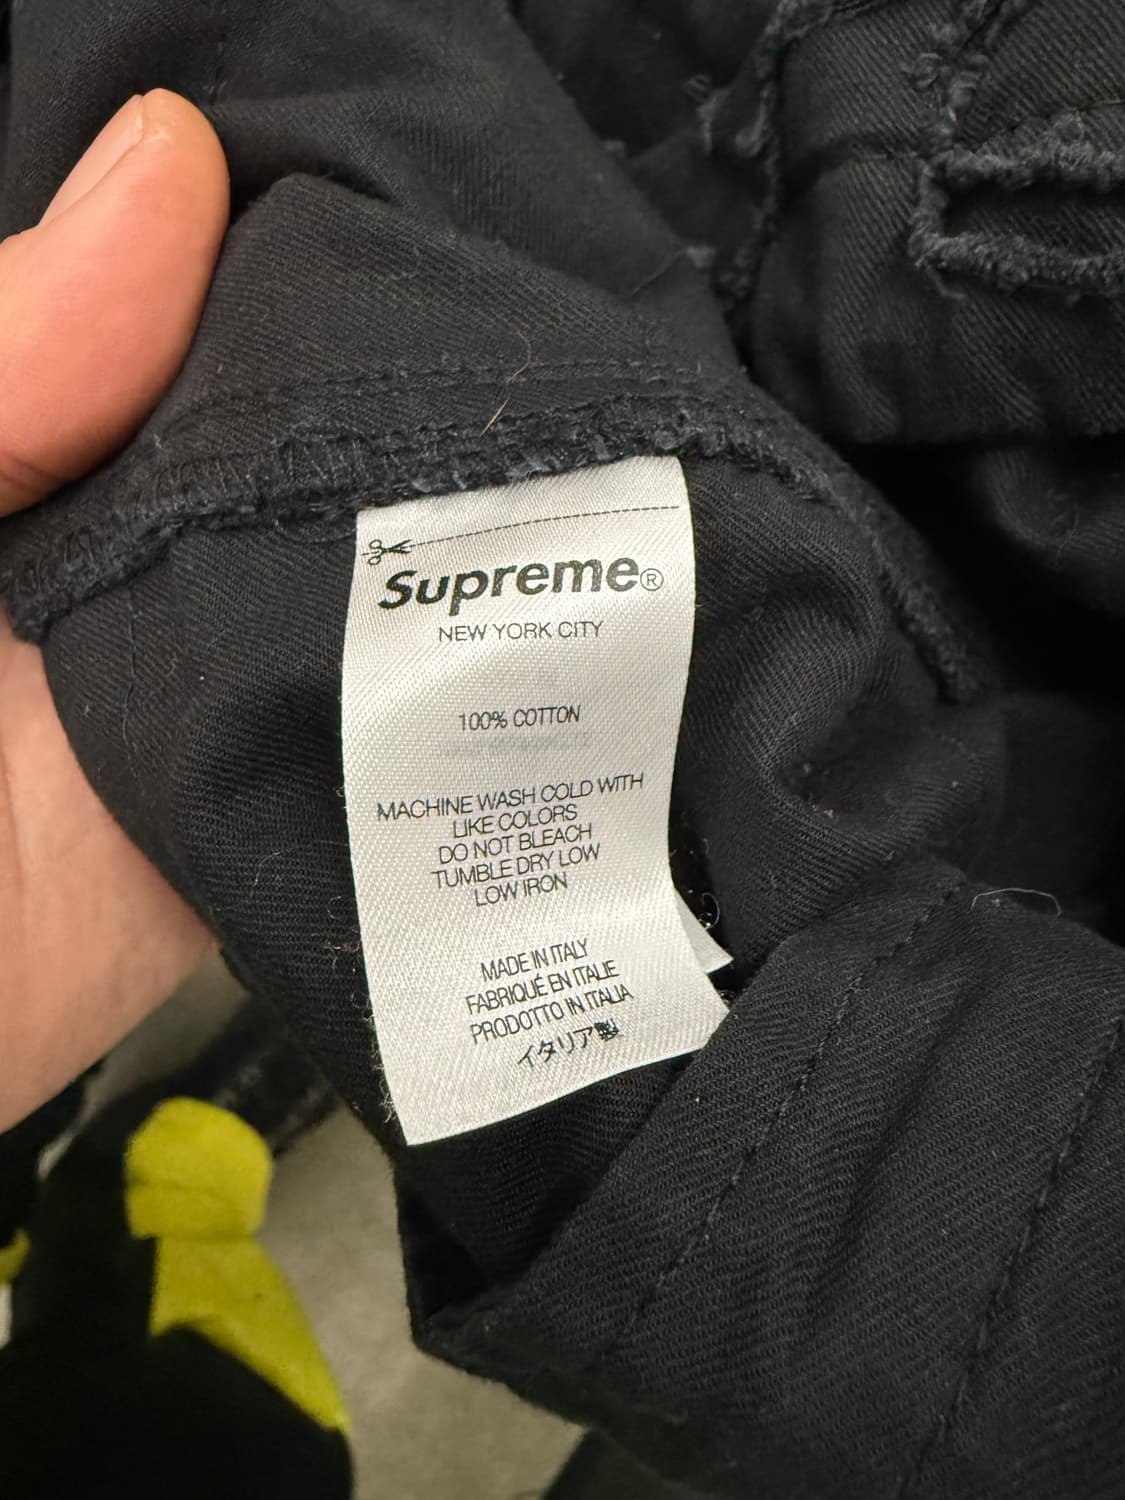 Supreme®
NEW YORK CITY
100% COTTON
MACHINE WASH COLD WITH
LIKE COLORS
DO NOT BLEACH
TUMBLE DRY LOW
LOW IRON
MADE IN ITALY
FABRIQUÉ EN ITALIE
PRODOTTO IN ITALIA
イタリア製